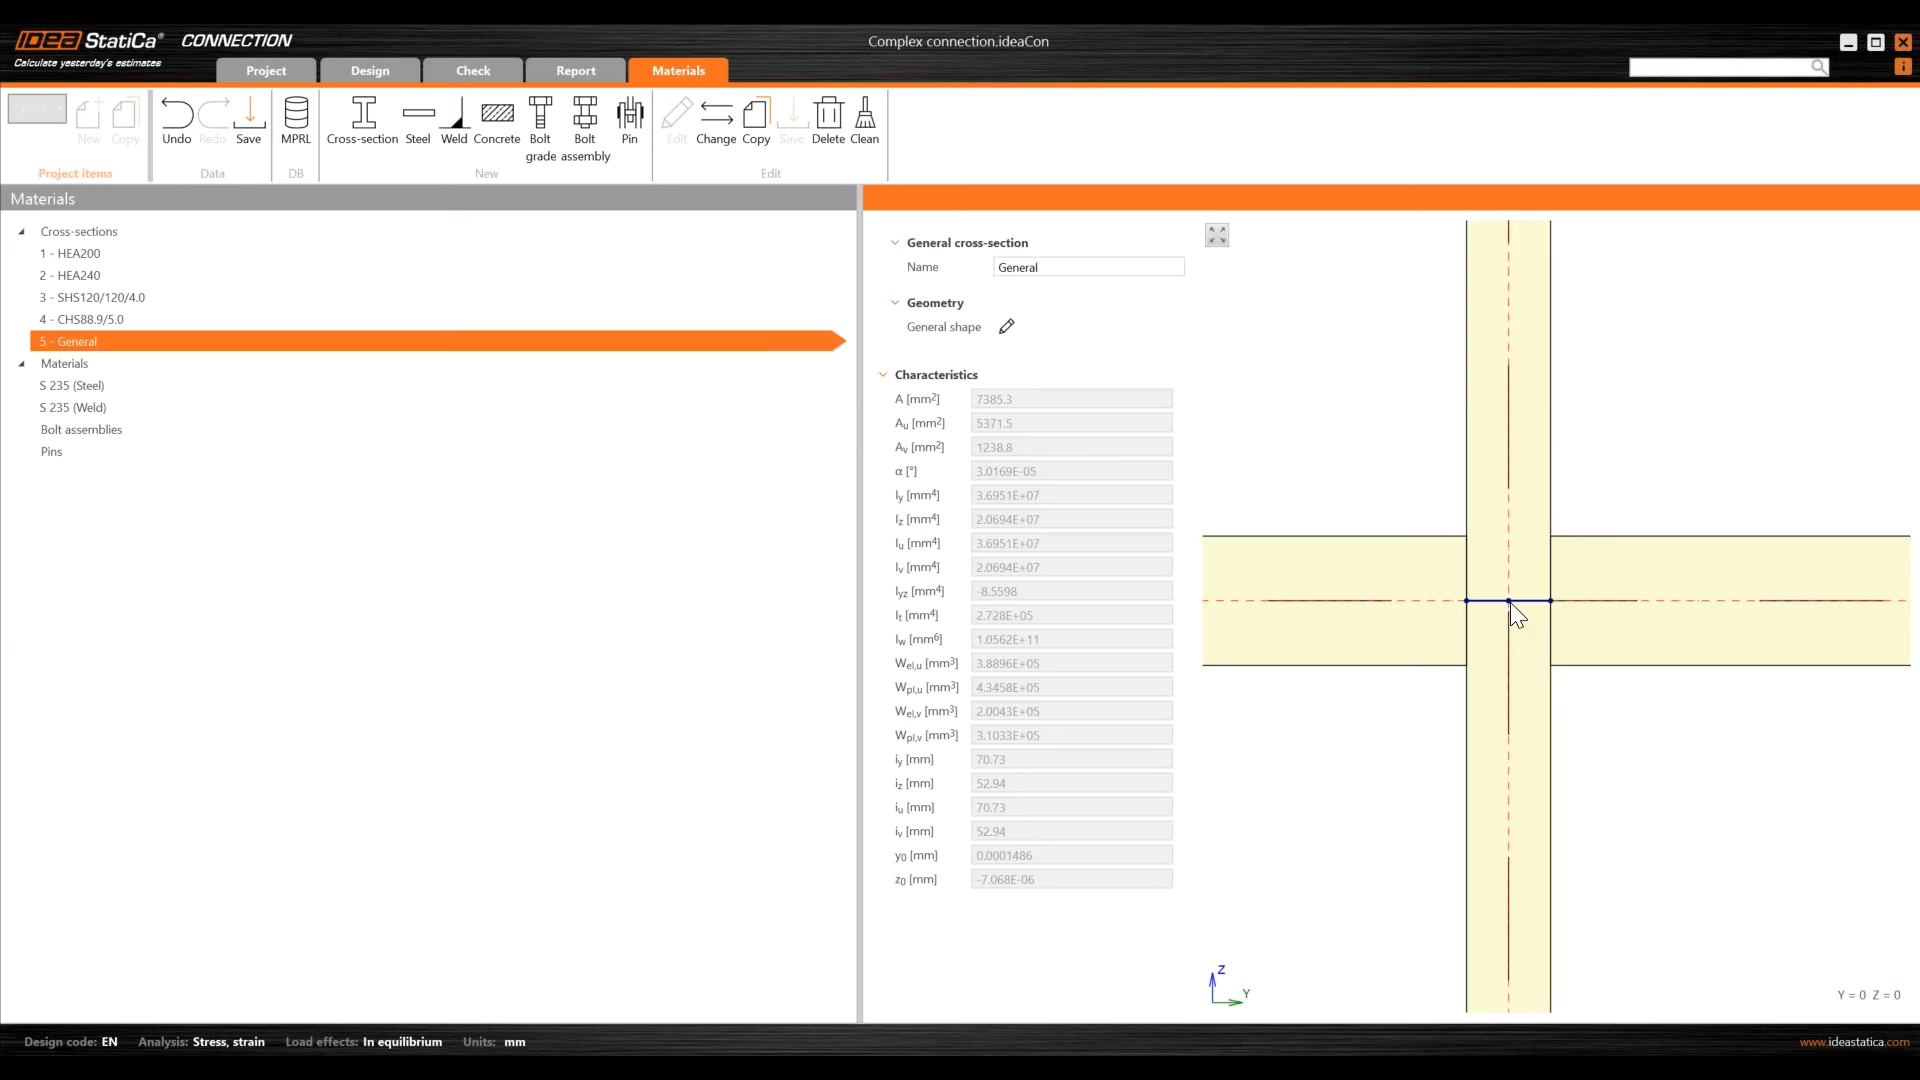 IDEA StatiCa® CONNECTION
Calculate yesterday's estimates
Complex connection.ideaCon
Project Design Check Report Materials
New Copy Undo Redo Save MPRL Cross-section Steel Weld Concrete Bolt grade Bolt assembly Pin Edit Change Copy Save Delete Clean
Project items Data DB New Edit
Materials
Cross-sections
1 - HEA200
2 - HEA240
3 - SHS120/120/4.0
4 - CHS88.9/5.0
5 - General
Materials
S 235 (Steel)
S 235 (Weld)
Bolt assemblies
Pins
General cross-section
Name General
Geometry
General shape
Characteristics
A [mm²] 7385.3
Au [mm²] 5371.5
Av [mm²] 1238.8
α [°] 3.0169E-05
Iy [mm⁴] 3.6951E+07
Iz [mm⁴] 2.0694E+07
Iu [mm⁴] 3.6951E+07
Iv [mm⁴] 2.0694E+07
Iyz [mm⁴] -8.5598
It [mm⁴] 2.728E+05
Iw [mm⁶] 1.0562E+11
Wel,u [mm³] 3.8896E+05
Wpl,u [mm³] 4.3458E+05
Wel,v [mm³] 2.0043E+05
Wpl,v [mm³] 3.1033E+05
iy [mm] 70.73
iz [mm] 52.94
iu [mm] 70.73
iv [mm] 52.94
y0 [mm] 0.0001486
z0 [mm] -7.068E-06
Z
Y
Y = 0 Z = 0
Design code: EN Analysis: Stress, strain Load effects: In equilibrium Units: mm
www.ideastatica.com